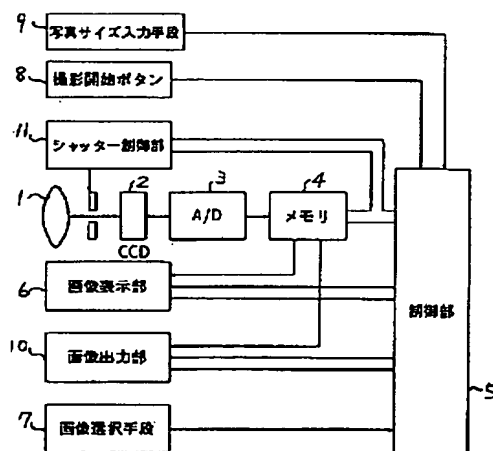 9
写真サイズ入力手段
8
撮影開始ボタン
11
シャッター制御部
1
2
3
4
A/D
メモリ
CCD
6
画像表示部
制御部
10
画像出力部
5
7
画像選択手段